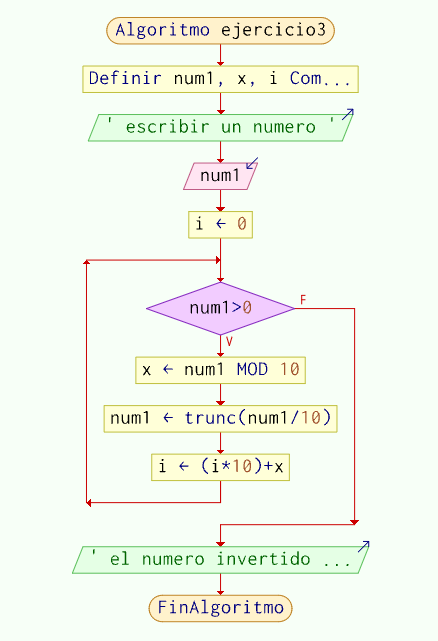 Algoritmo ejercicio3
Definir num1, x, i Com...
' escribir un numero '
num1
i ← 0
num1>0
F
V
x ← num1 MOD 10
num1 ← trunc(num1/10)
i ← (i*10)+x
' el numero invertido ...
FinAlgoritmo